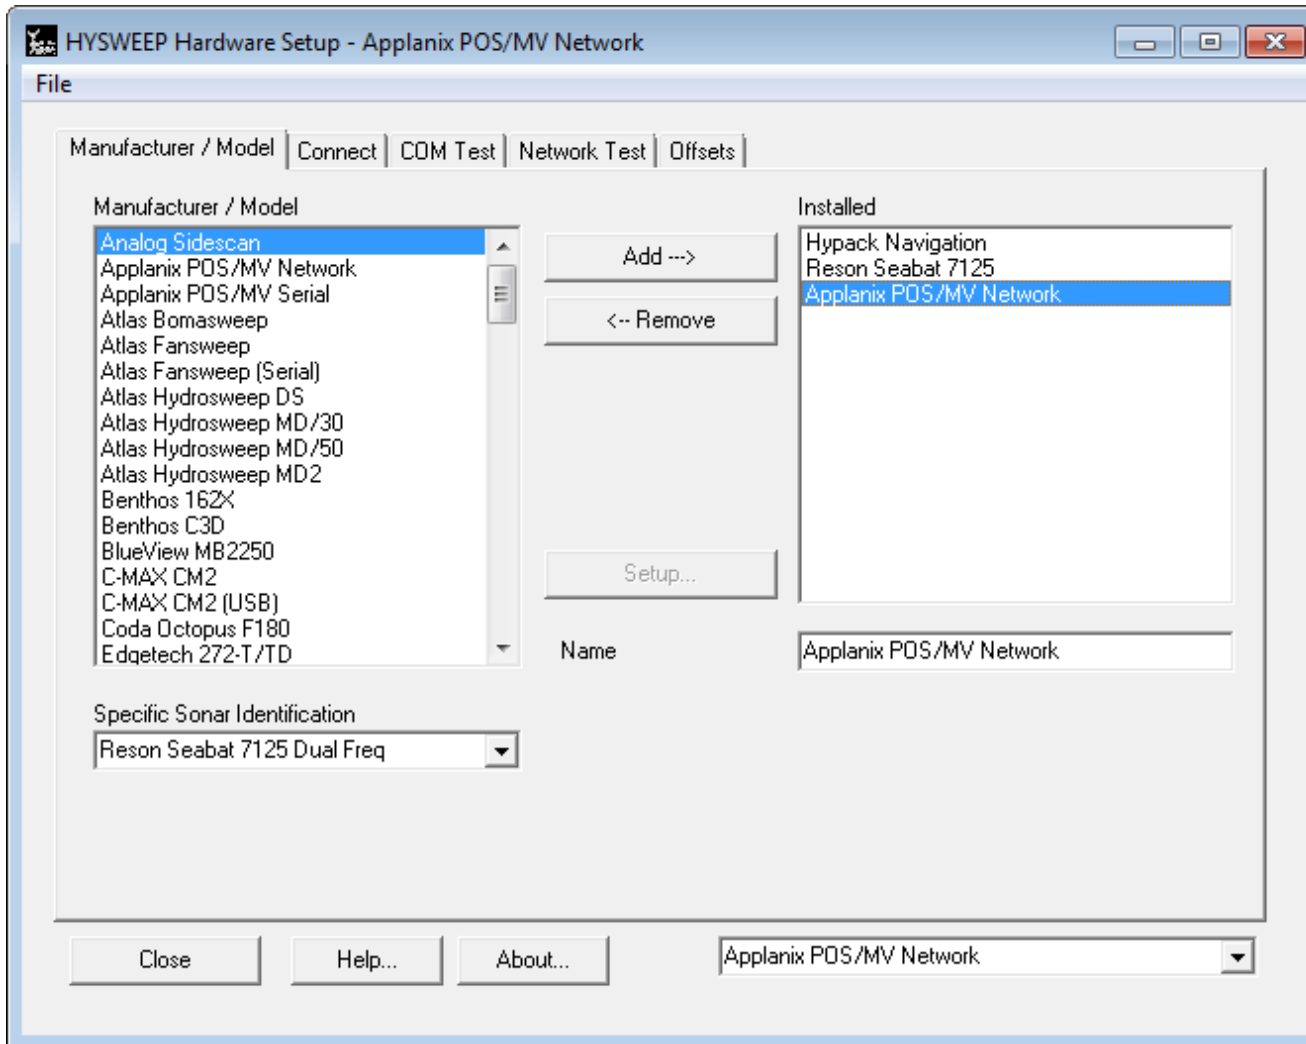 HYSWEEP Hardware Setup - Applanix POS/MV Network
File
Manufacturer / Model
Connect
COM Test
Network Test
Offsets
Manufacturer / Model
Analog Sidescan
Applanix POS/MV Network
Applanix POS/MV Serial
Atlas Bomasweep
Atlas Fansweep
Atlas Fansweep (Serial)
Atlas Hydrosweep DS
Atlas Hydrosweep MD/30
Atlas Hydrosweep MD/50
Atlas Hydrosweep MD2
Benthos 162X
Benthos C3D
BlueView MB2250
C-MAX CM2
C-MAX CM2 (USB)
Coda Octopus F180
Edgetech 272-T/TD
Add --->
<-- Remove
Setup...
Installed
Hypack Navigation
Reson Seabat 7125
Applanix POS/MV Network
Name
Applanix POS/MV Network
Specific Sonar Identification
Reson Seabat 7125 Dual Freq
Close
Help...
About...
Applanix POS/MV Network